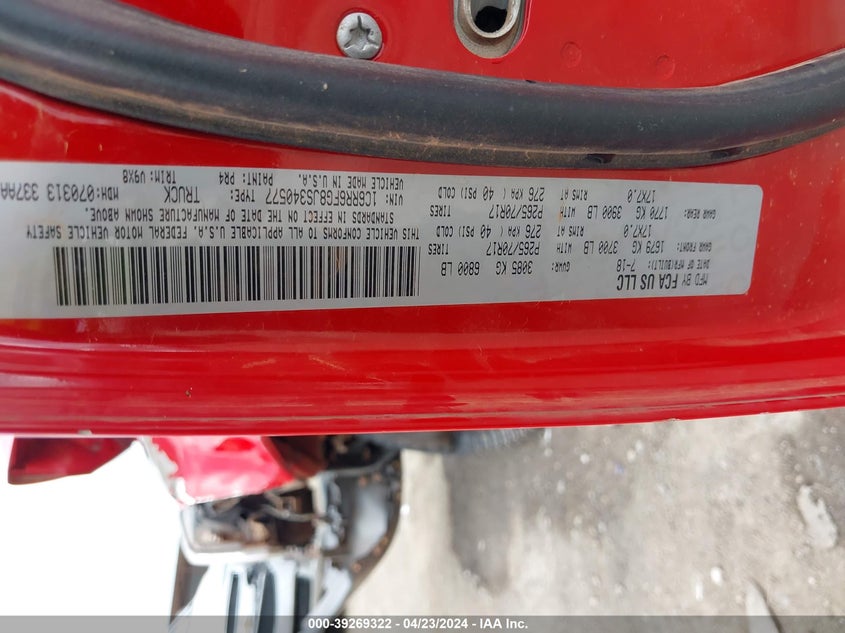 MFD BY FCA US LLC
DATE OF MFR(BUILT): 7-18 GVWR: 3085 KG 6800 LB
GAWR FRONT: 1679 KG 3700 LB WITH P265/70R17 TIRES
17X7.0 RIMS AT 276 KPA ( 40 PSI) COLD
GAWR REAR: 1770 KG 3900 LB WITH P265/70R17 TIRES
17X7.0 RIMS AT 276 KPA ( 40 PSI) COLD
THIS VEHICLE CONFORMS TO ALL APPLICABLE U.S.A. FEDERAL MOTOR VEHICLE SAFETY
STANDARDS IN EFFECT ON THE DATE OF MANUFACTURE SHOWN ABOVE.
VIN: 1C6RR6FG8JS340577 TYPE: TRUCK MDH:070313 337AA
VEHICLE MADE IN U.S.A. PAINT: PR4 TRIM: V9X8
000-39269322 / 04/23/2024 - IAA Inc.